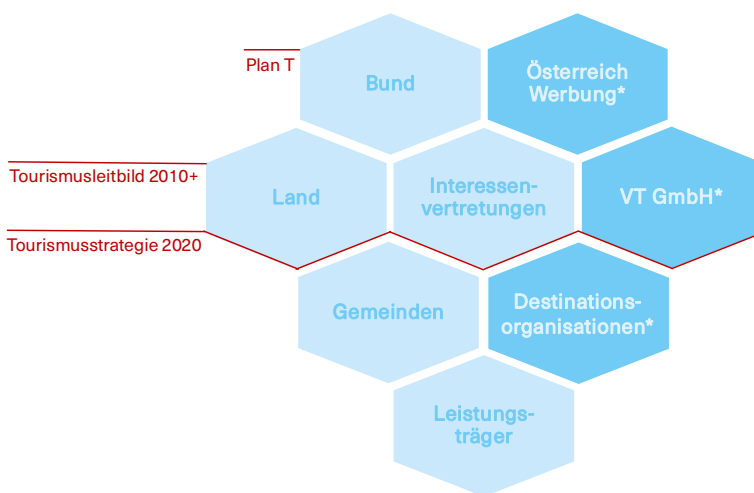 Plan T
Bund
Österreich
Werbung*
Tourismusleitbild 2010+
Land
Interessen-
vertretungen
VT GmbH*
Tourismusstrategie 2020
Gemeinden
Destinations-
organisationen*
Leistungs-
träger